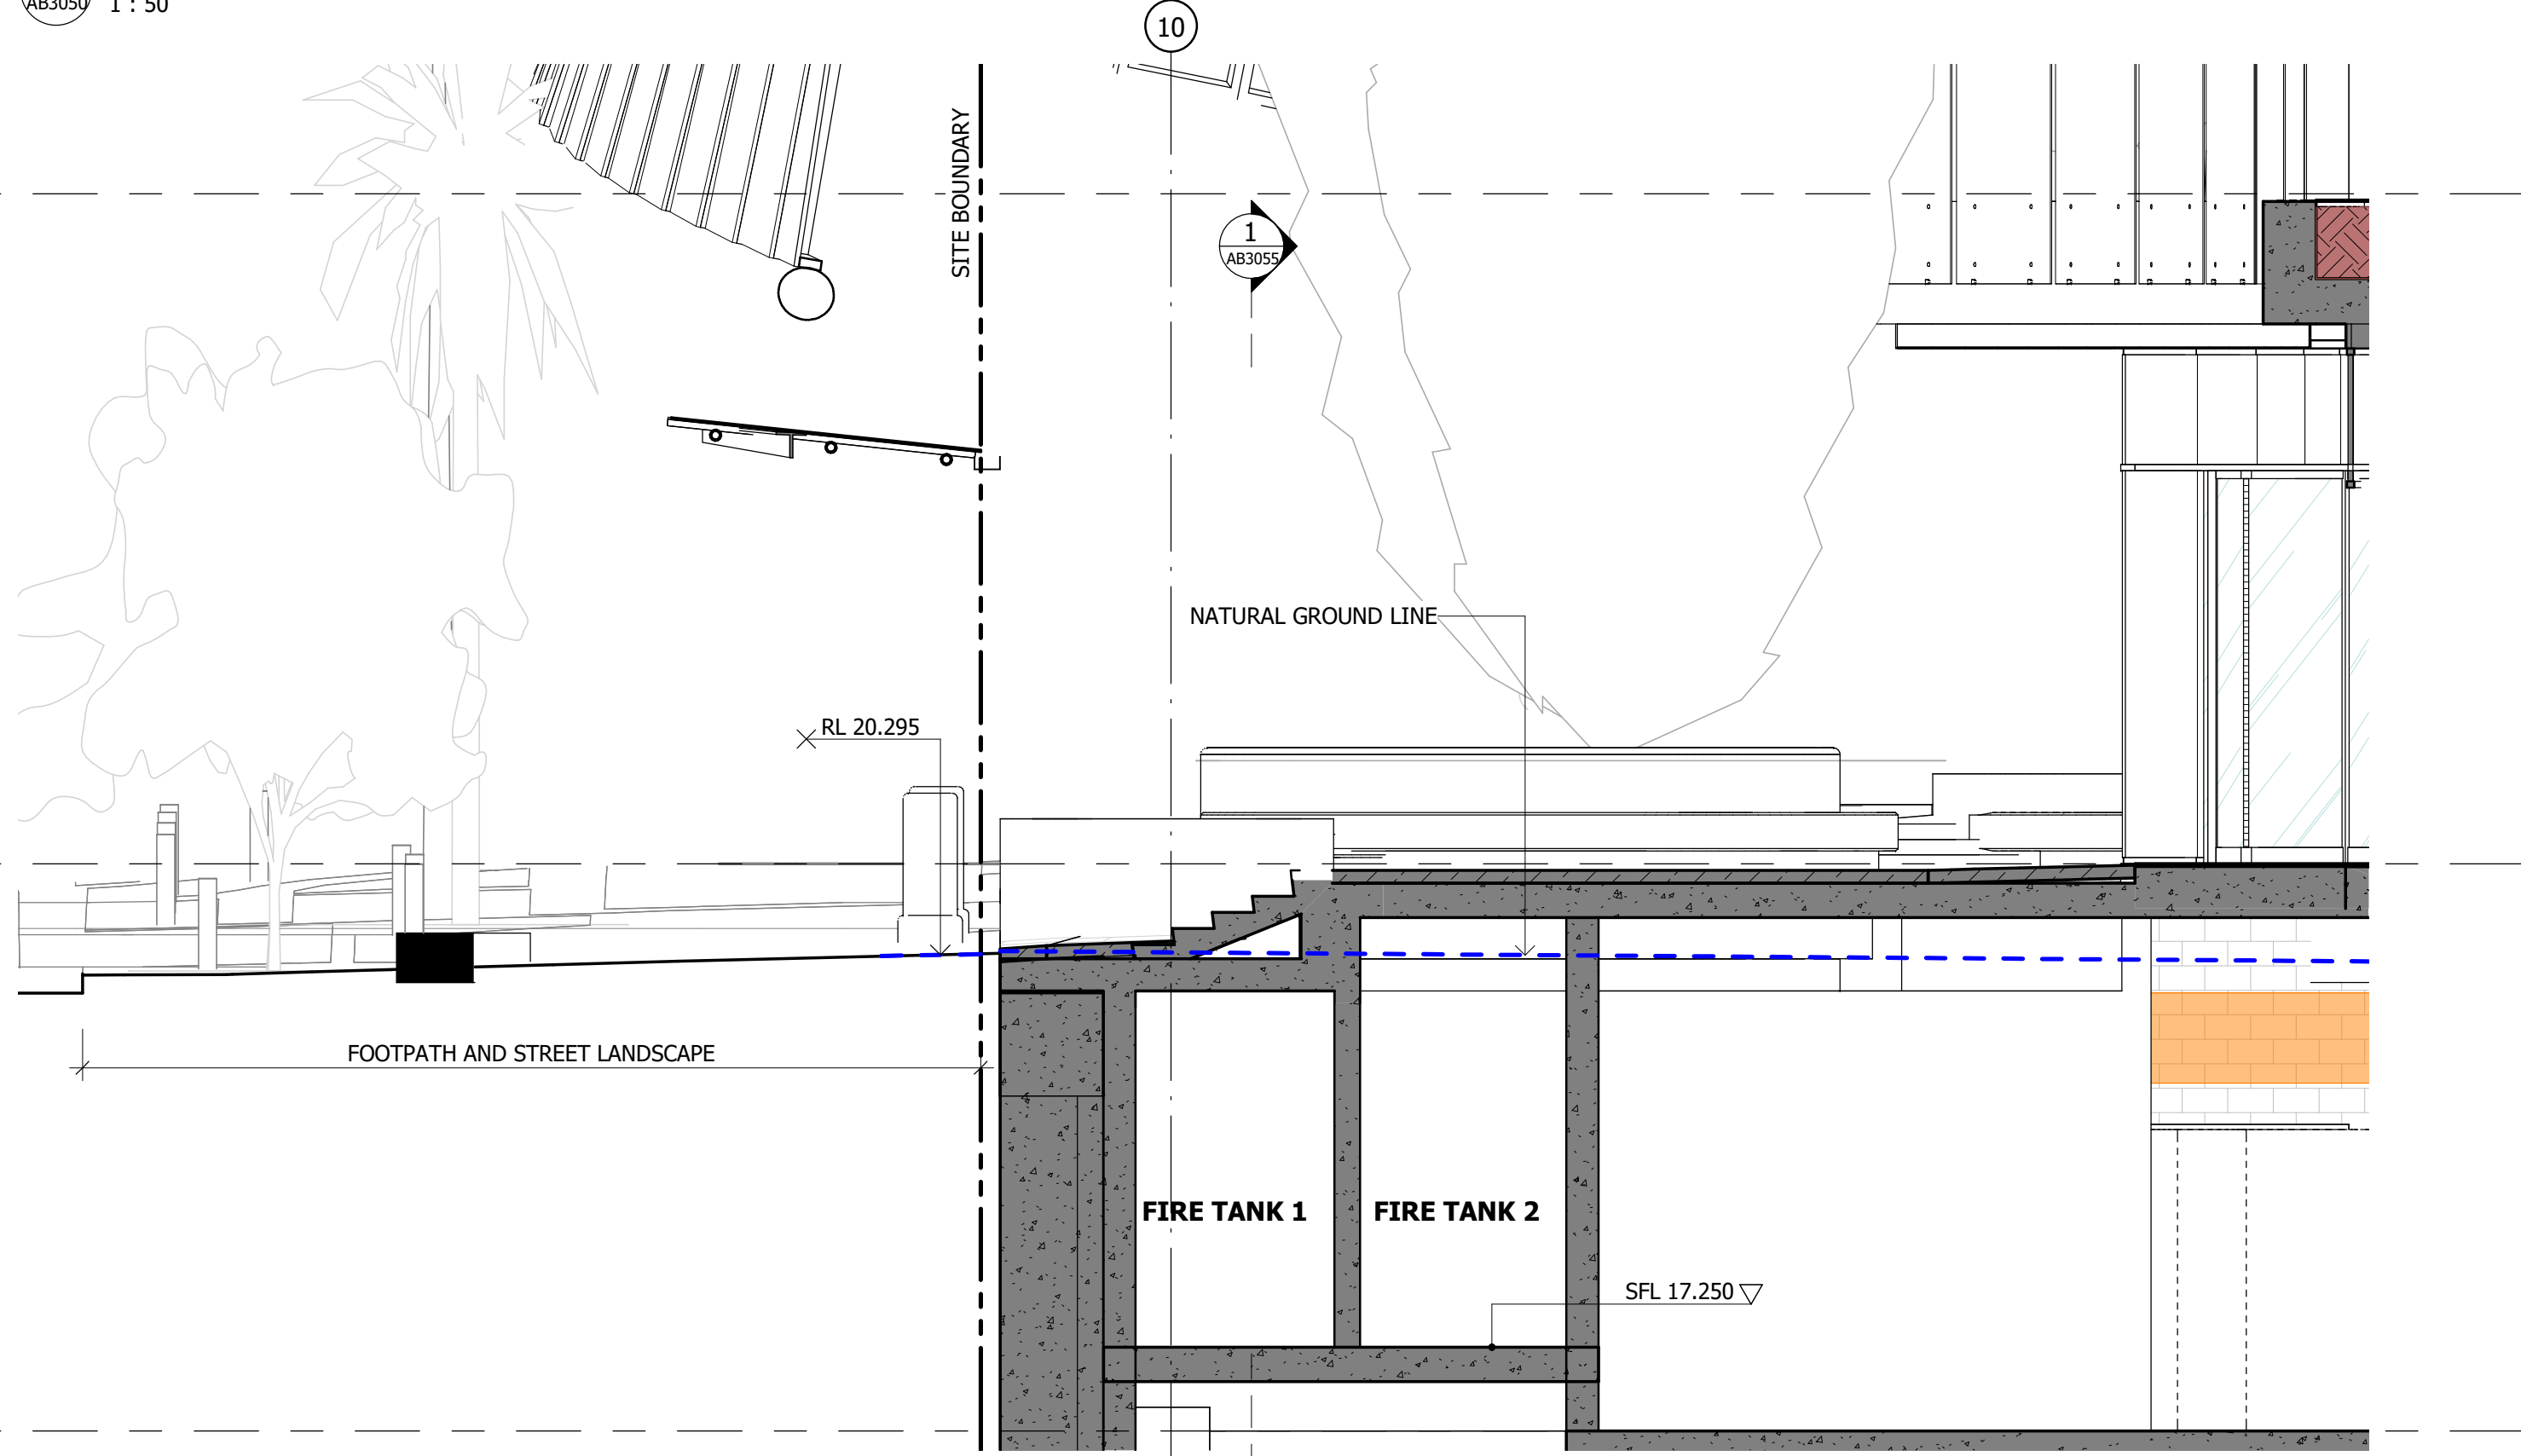 AB3050 1 : 50
10
SITE BOUNDARY
1
AB3055
NATURAL GROUND LINE
RL 20.295
FOOTPATH AND STREET LANDSCAPE
FIRE TANK 1
FIRE TANK 2
SFL 17.250